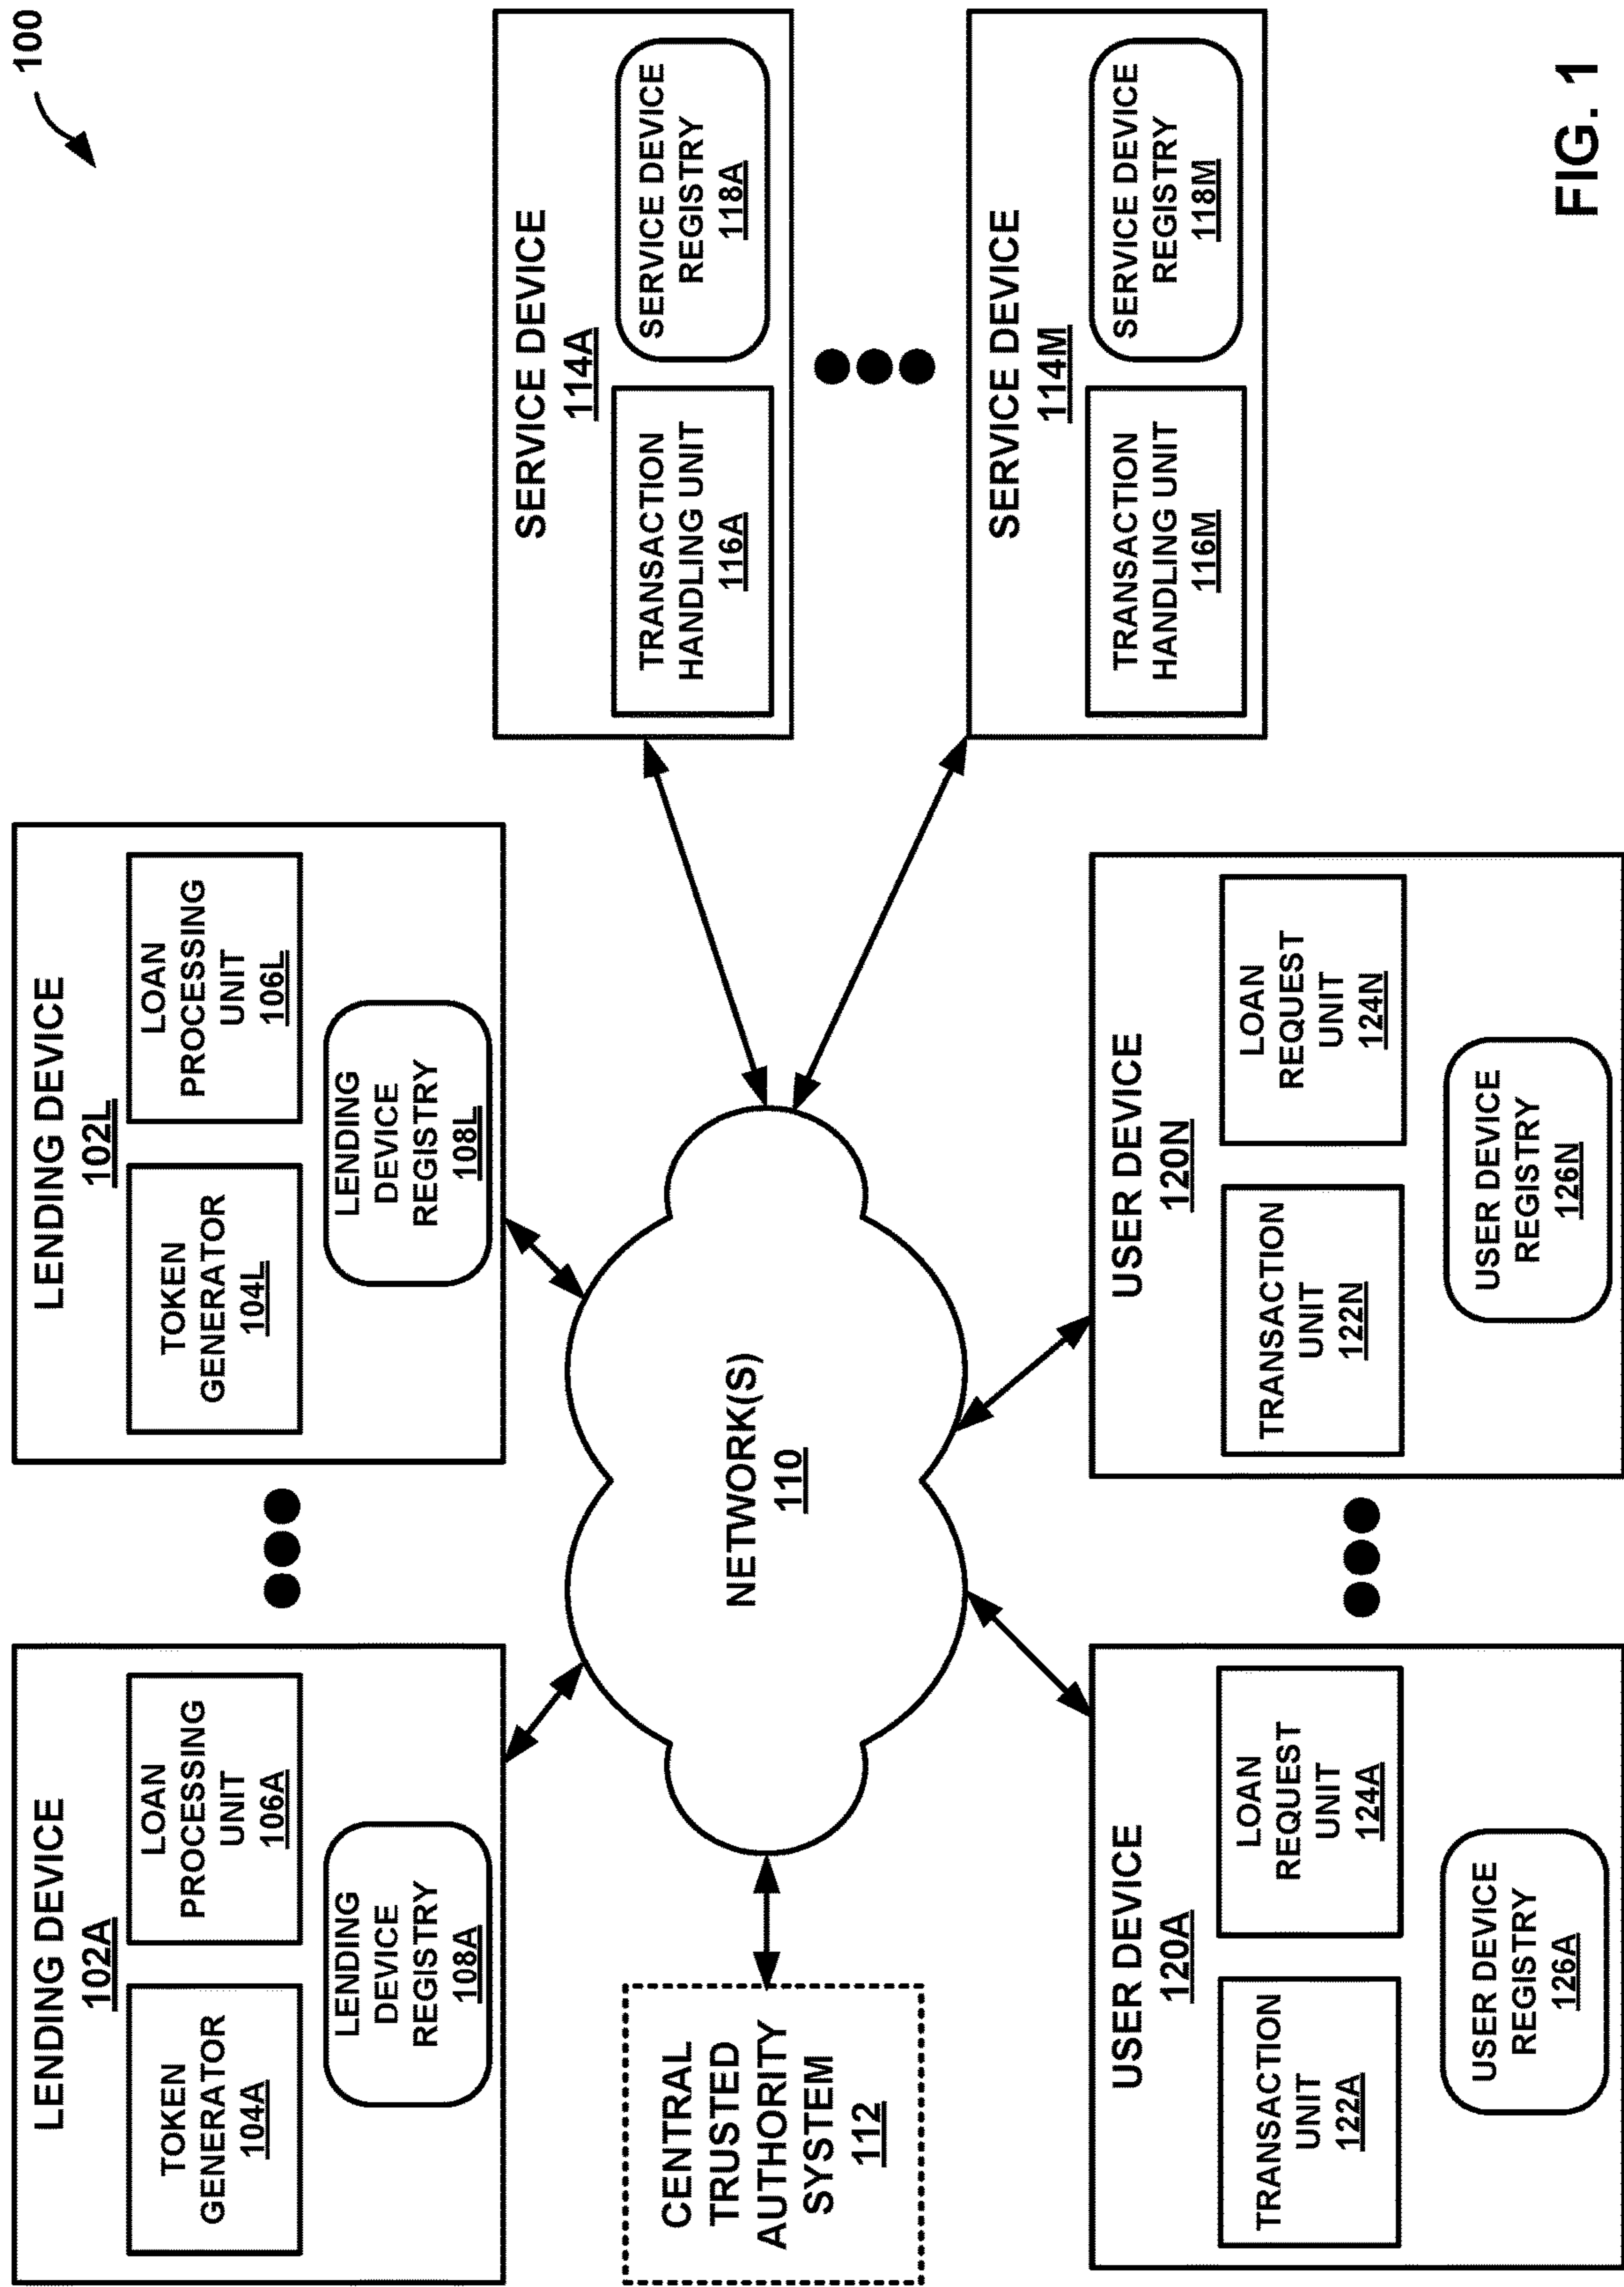 100
LENDING DEVICE
102A
TOKEN
GENERATOR
104A
LOAN
PROCESSING
UNIT
106A
LENDING
DEVICE
REGISTRY
108A
LENDING DEVICE
102L
TOKEN
GENERATOR
104L
LOAN
PROCESSING
UNIT
106L
LENDING
DEVICE
REGISTRY
108L
CENTRAL
TRUSTED
AUTHORITY
SYSTEM
112
NETWORK(S)
110
SERVICE DEVICE
114A
TRANSACTION
HANDLING UNIT
116A
SERVICE DEVICE
REGISTRY
118A
SERVICE DEVICE
114M
TRANSACTION
HANDLING UNIT
116M
SERVICE DEVICE
REGISTRY
118M
USER DEVICE
120A
TRANSACTION
UNIT
122A
LOAN
REQUEST
UNIT
124A
USER DEVICE
REGISTRY
126A
USER DEVICE
120N
TRANSACTION
UNIT
122N
LOAN
REQUEST
UNIT
124N
USER DEVICE
REGISTRY
126N
FIG. 1